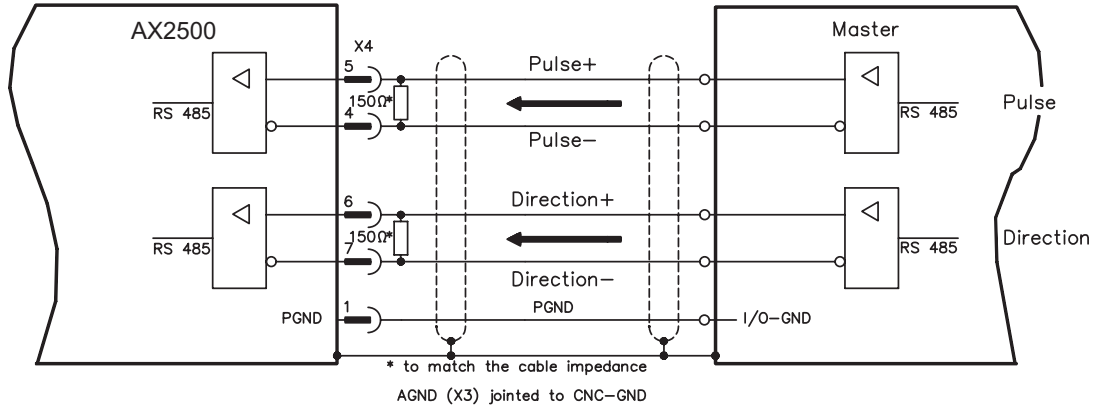 AX2500
Master
X4
5
Pulse+
150Ω*
RS 485
RS 485
Pulse
4
Pulse-
6
Direction+
150Ω*
RS 485
RS 485
Direction
7
Direction-
PGND
1
PGND
I/O-GND
* to match the cable impedance
AGND (X3) jointed to CNC-GND